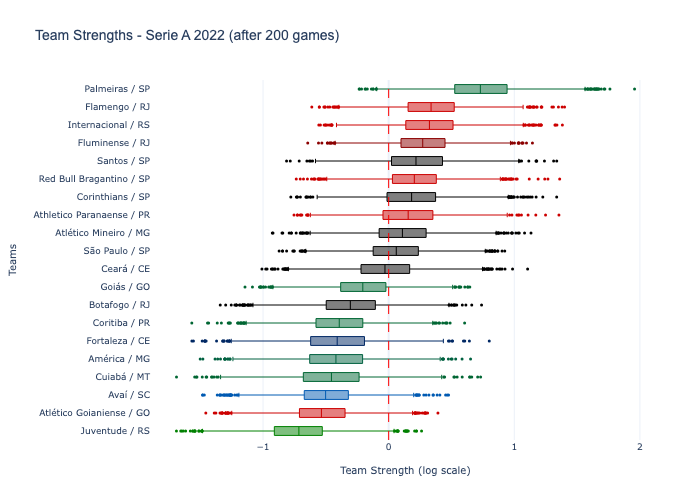 Team Strengths - Serie A 2022 (after 200 games)
Palmeiras / SP
Flamengo / RJ
Internacional / RS
Fluminense / RJ
Santos / SP
Red Bull Bragantino / SP
Corinthians / SP
Athletico Paranaense / PR
Atlético Mineiro / MG
São Paulo / SP
Ceará / CE
Goiás / GO
Botafogo / RJ
Coritiba / PR
Fortaleza / CE
América / MG
Cuiabá / MT
Avaí / SC
Atlético Goianiense / GO
Juventude / RS
Teams
−1 0 1 2
Team Strength (log scale)